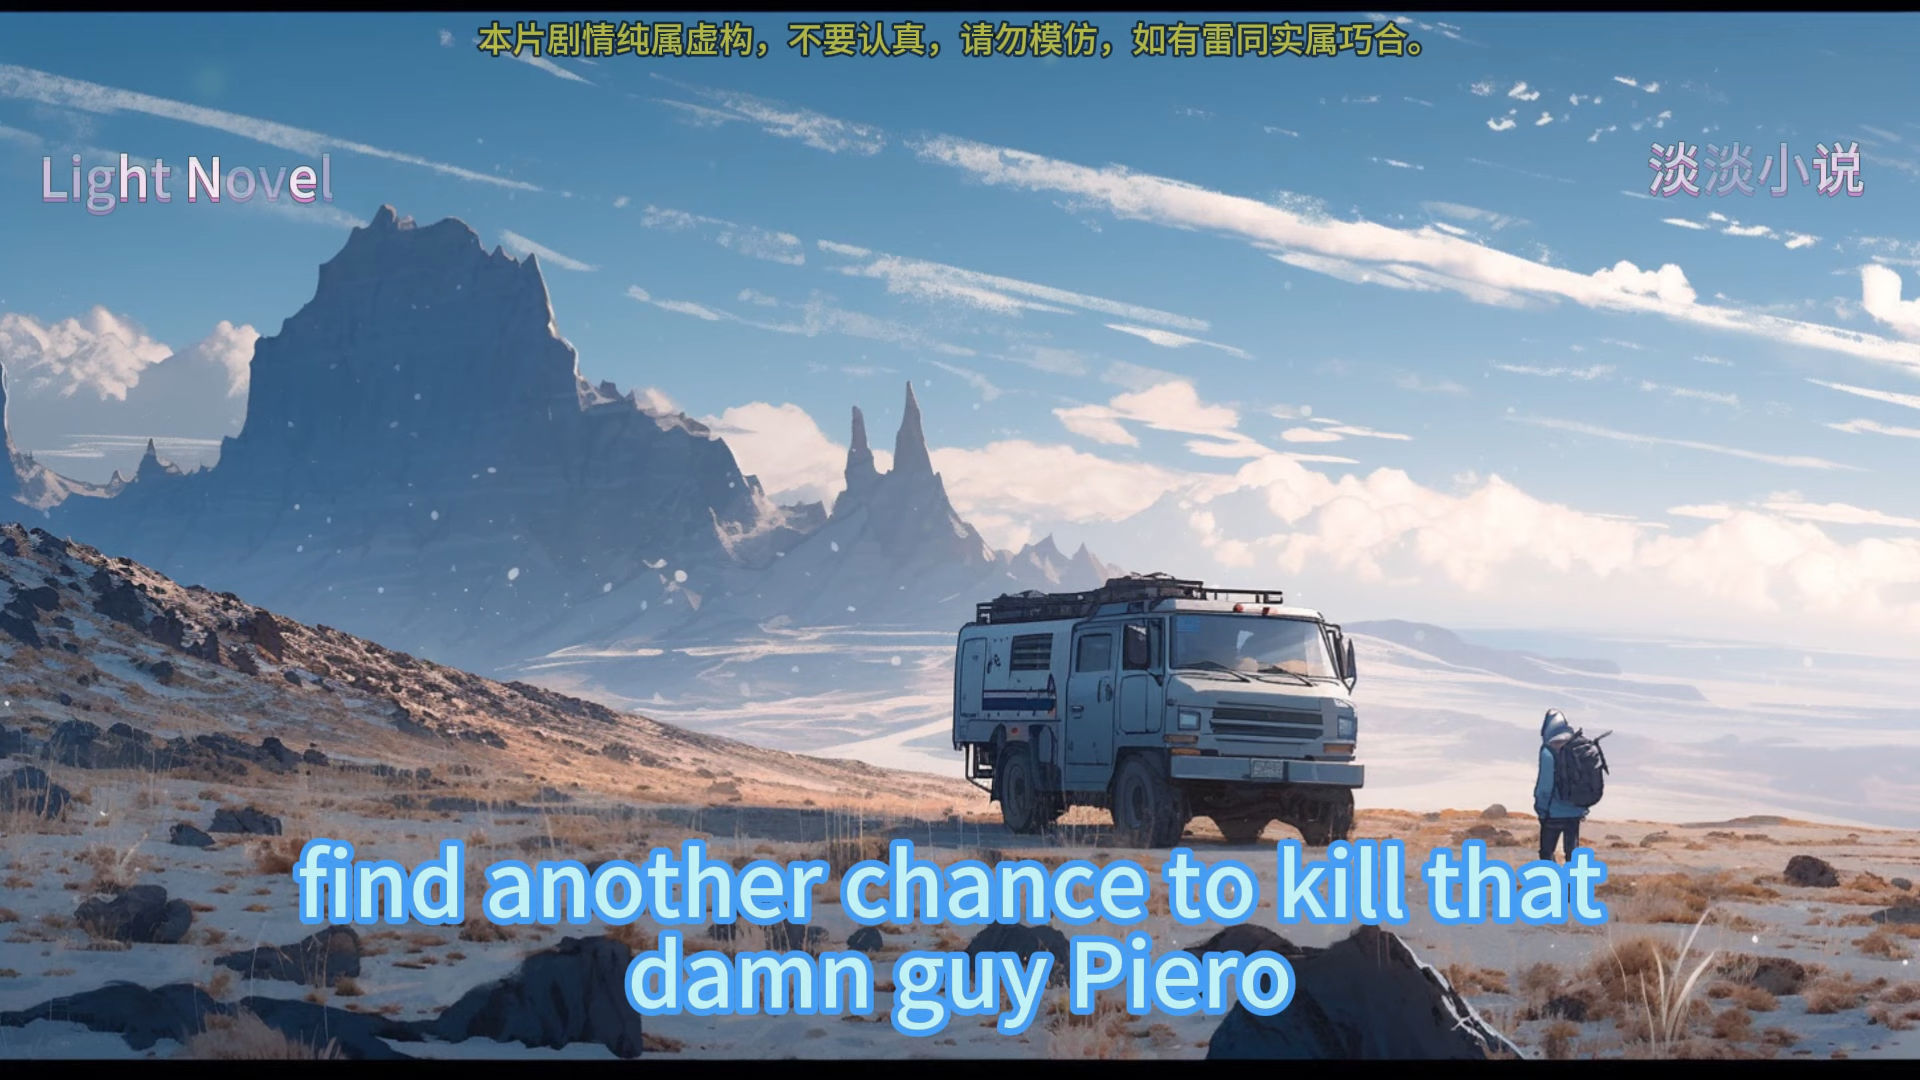 本片剧情纯属虚构，不要认真，请勿模仿，如有雷同实属巧合。
Light Novel
淡淡小说
find another chance to kill that
damn guy Piero